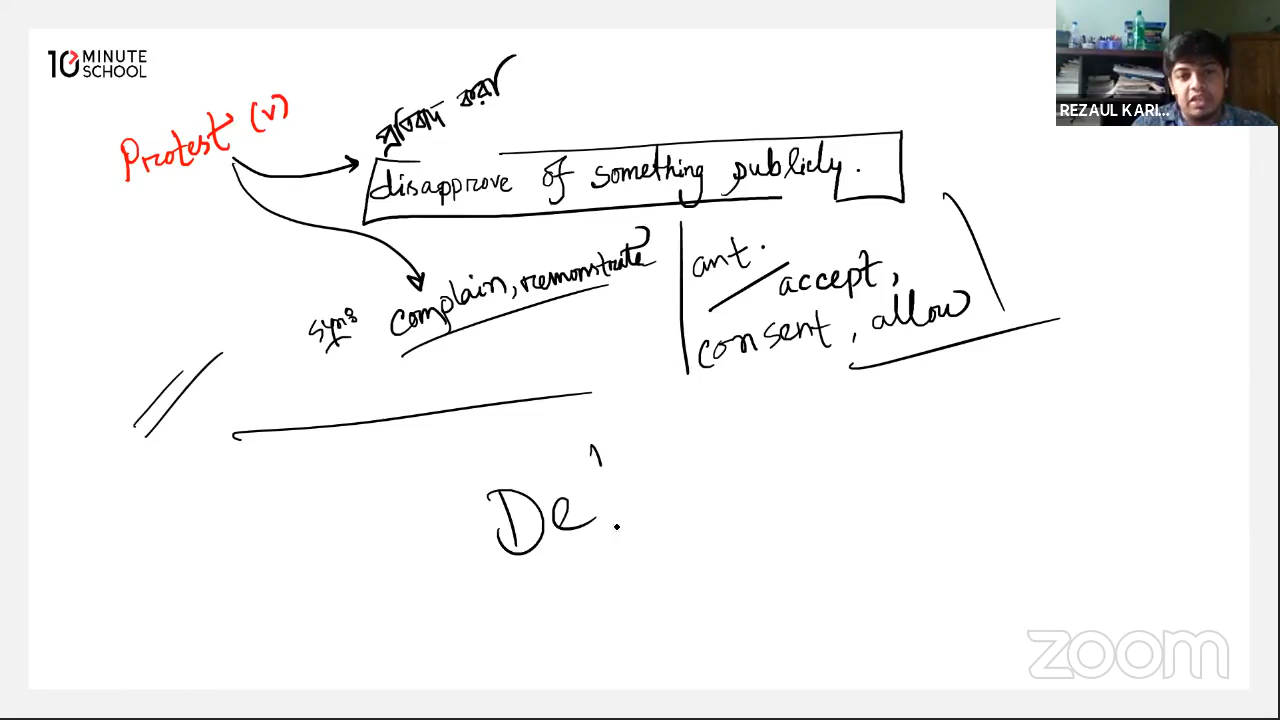 10 MINUTE
SCHOOL
REZAUL KARI...
Protest (v)
প্রতিবাদ করা
disapprove of something publicly.
syn: complain, remonstrate
ant.
accept,
consent, allow
De
zoom